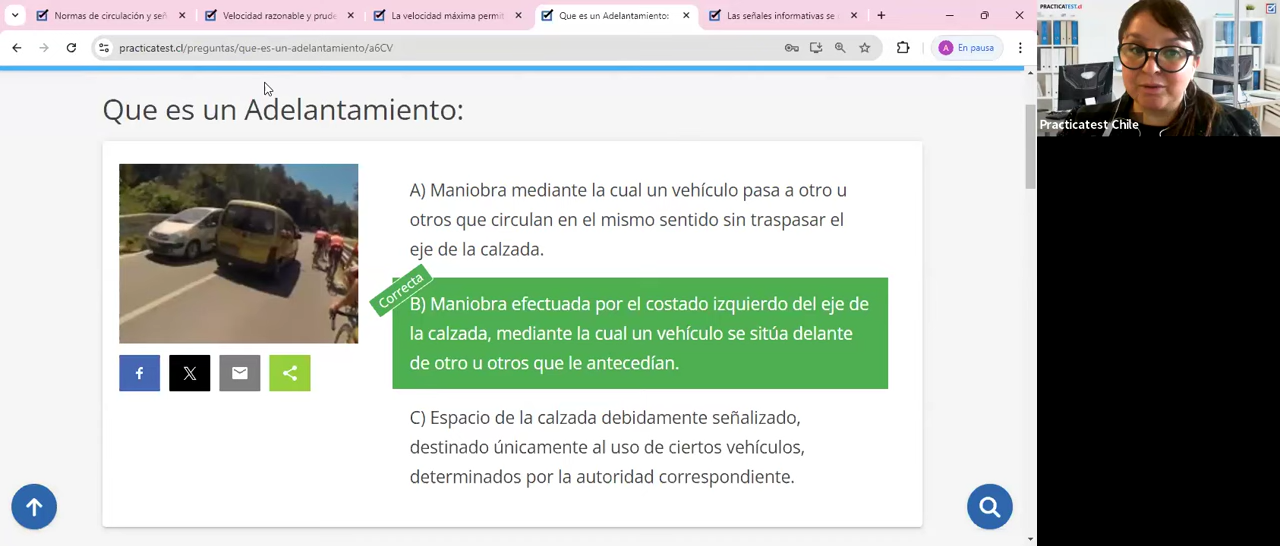 Normas de circulación y señ
Velocidad razonable y prude
La velocidad máxima permit
Que es un Adelantamiento:
Las señales informativas se
practicatest.cl/preguntas/que-es-un-adelantamiento/a6CV
A
En pausa
PRACTICATEST.cl
Practicatest Chile
Que es un Adelantamiento:
A) Maniobra mediante la cual un vehículo pasa a otro u
otros que circulan en el mismo sentido sin traspasar el
eje de la calzada.
Correcta
B) Maniobra efectuada por el costado izquierdo del eje de
la calzada, mediante la cual un vehículo se sitúa delante
de otro u otros que le antecedían.
C) Espacio de la calzada debidamente señalizado,
destinado únicamente al uso de ciertos vehículos,
determinados por la autoridad correspondiente.